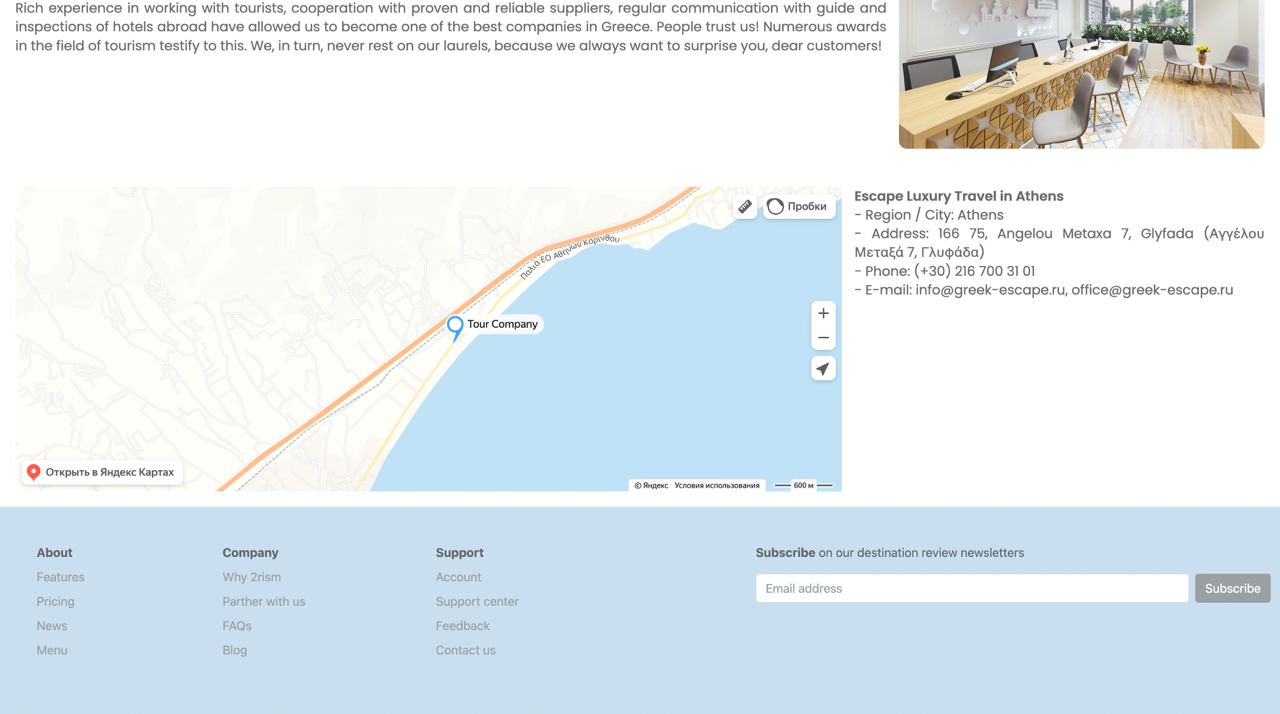 Rich experience in working with tourists, cooperation with proven and reliable suppliers, regular communication with guide and
inspections of hotels abroad have allowed us to become one of the best companies in Greece. People trust us! Numerous awards
in the field of tourism testify to this. We, in turn, never rest on our laurels, because we always want to surprise you, dear customers!
Пробки
Παλιά ΕΟ Αθηνών Κορίνθου
Tour Company
Открыть в Яндекс Картах
© Яндекс Условия использования
600 м
Escape Luxury Travel in Athens
- Region / City: Athens
- Address: 166 75, Angelou Metaxa 7, Glyfada (Αγγέλου
Μεταξά 7, Γλυφάδα)
- Phone: (+30) 216 700 31 01
- E-mail: info@greek-escape.ru, office@greek-escape.ru
About
Features
Pricing
News
Menu
Company
Why 2rism
Parther with us
FAQs
Blog
Support
Account
Support center
Feedback
Contact us
Subscribe on our destination review newsletters
Email address
Subscribe